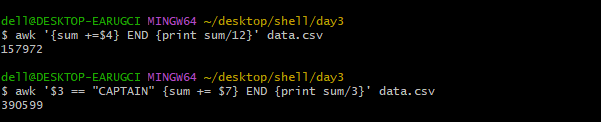 dell@DESKTOP-EARUGCI MINGW64 ~/desktop/shell/day3
$ awk '{sum +=$4} END {print sum/12}' data.csv
157972
dell@DESKTOP-EARUGCI MINGW64 ~/desktop/shell/day3
$ awk '$3 == "CAPTAIN" {sum += $7} END {print sum/3}' data.csv
390599